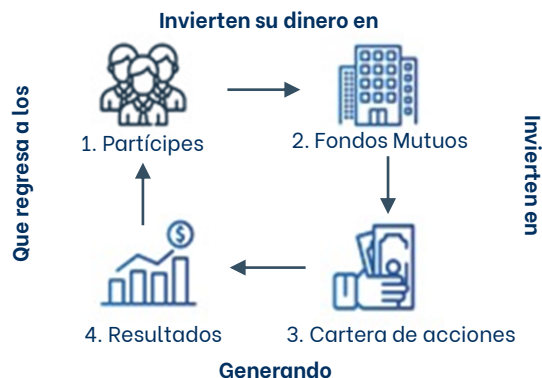 Invierten su dinero en
1. Partícipes
2. Fondos Mutuos
Invierten en
3. Cartera de acciones
Generando
4. Resultados
Que regresa a los
$